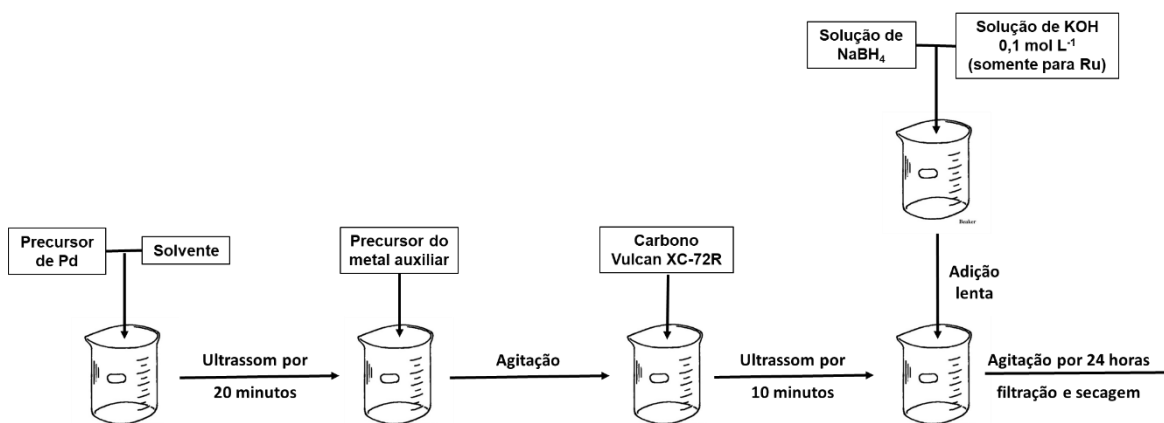 Solução de
NaBH₄
Solução de KOH
0,1 mol L⁻¹
(somente para Ru)
Beaker
Precursor
de Pd
Solvente
Precursor do
metal auxiliar
Carbono
Vulcan XC-72R
Adição
lenta
Ultrassom por
20 minutos
Agitação
Ultrassom por
10 minutos
Agitação por 24 horas
filtração e secagem